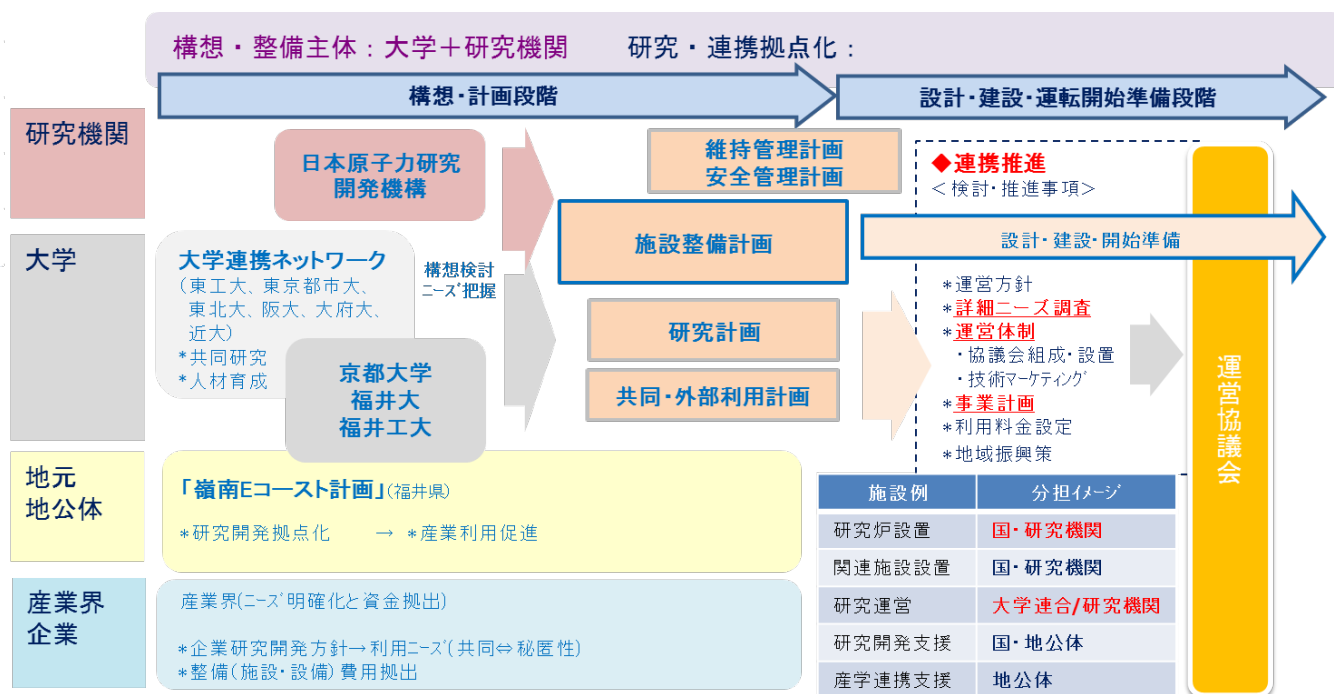 構想・整備主体：大学＋研究機関　　研究・連携拠点化：
構想・計画段階
設計・建設・運転開始準備段階
研究機関
日本原子力研究
開発機構
維持管理計画
安全管理計画
施設整備計画
◆連携推進
＜検討・推進事項＞
設計・建設・開始準備
大学
大学連携ネットワーク
（東工大、東京都市大、
東北大、阪大、大府大、
近大）
*共同研究
*人材育成
京都大学
福井大
福井工大
構想検討
ニーズ把握
研究計画
共同・外部利用計画
*運営方針
*詳細ニーズ調査
*運営体制
・協議会組成・設置
・技術マーケティング
*事業計画
*利用料金設定
*地域振興策
運営協議会
地元
地公体
「嶺南Eコースト計画」(福井県)
*研究開発拠点化　　→ *産業利用促進
産業界
企業
産業界(ニーズ明確化と資金拠出)
*企業研究開発方針→利用ニーズ(共同⇔秘匿性)
*整備(施設・設備)費用拠出
施設例　分担イメージ
研究炉設置　国・研究機関
関連施設設置　国・研究機関
研究運営　大学連合/研究機関
研究開発支援　国・地公体
産学連携支援　地公体